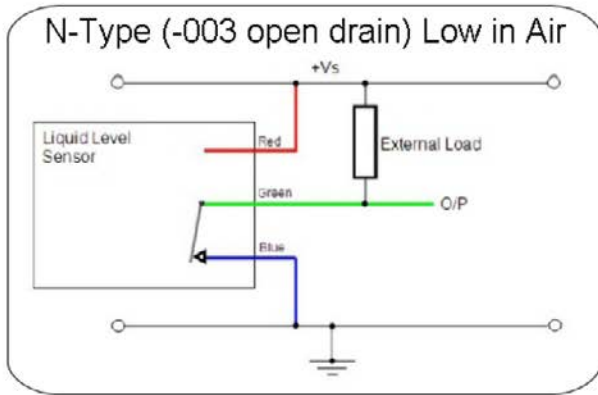 N-Type (-003 open drain) Low in Air
+Vs
Liquid Level
Sensor
Red
External Load
Green
O/P
Blue